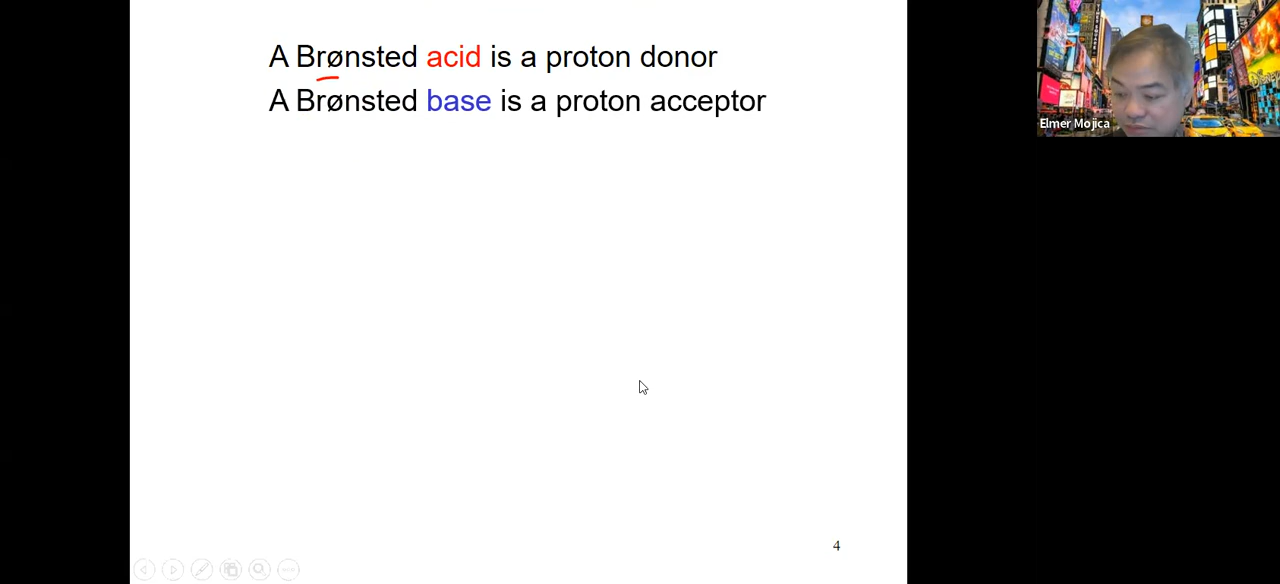 A Brønsted acid is a proton donor
A Brønsted base is a proton acceptor
Elmer Mojica
4